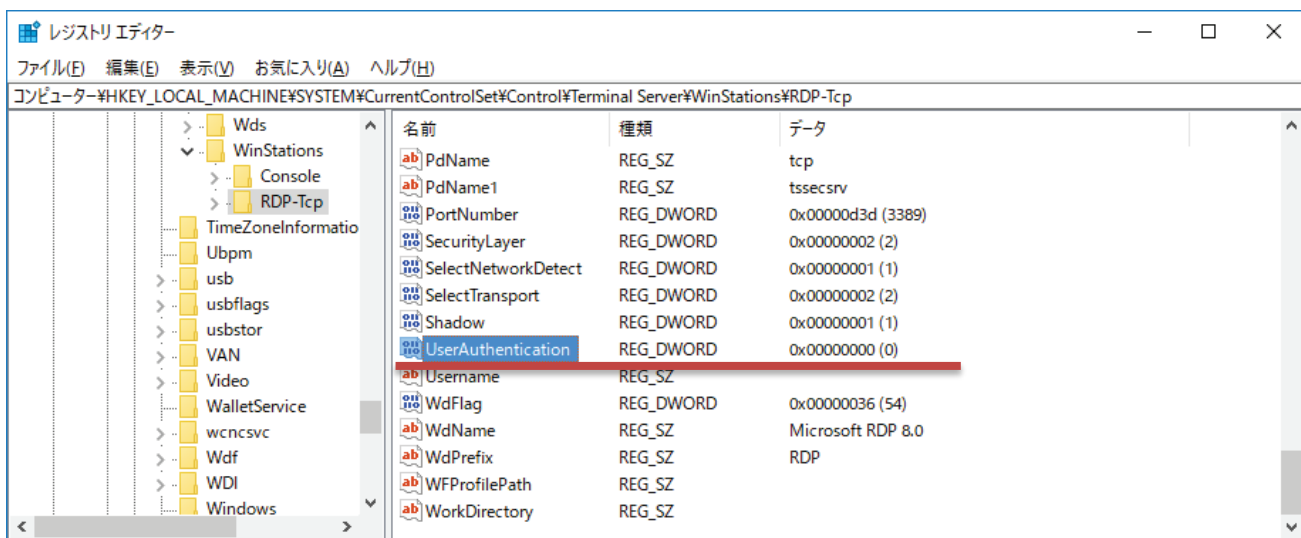 レジストリ エディター
ファイル(F) 編集(E) 表示(V) お気に入り(A) ヘルプ(H)
コンピューター¥HKEY_LOCAL_MACHINE¥SYSTEM¥CurrentControlSet¥Control¥Terminal Server¥WinStations¥RDP-Tcp
Wds
WinStations
Console
RDP-Tcp
TimeZoneInformatio
Ubpm
usb
usbflags
usbstor
VAN
Video
WalletService
wcncsvc
Wdf
WDI
Windows
名前 種類 データ
PdName REG_SZ tcp
PdName1 REG_SZ tssecsrv
PortNumber REG_DWORD 0x00000d3d (3389)
SecurityLayer REG_DWORD 0x00000002 (2)
SelectNetworkDetect REG_DWORD 0x00000001 (1)
SelectTransport REG_DWORD 0x00000002 (2)
Shadow REG_DWORD 0x00000001 (1)
UserAuthentication REG_DWORD 0x00000000 (0)
Username REG_SZ
WdFlag REG_DWORD 0x00000036 (54)
WdName REG_SZ Microsoft RDP 8.0
WdPrefix REG_SZ RDP
WFProfilePath REG_SZ
WorkDirectory REG_SZ